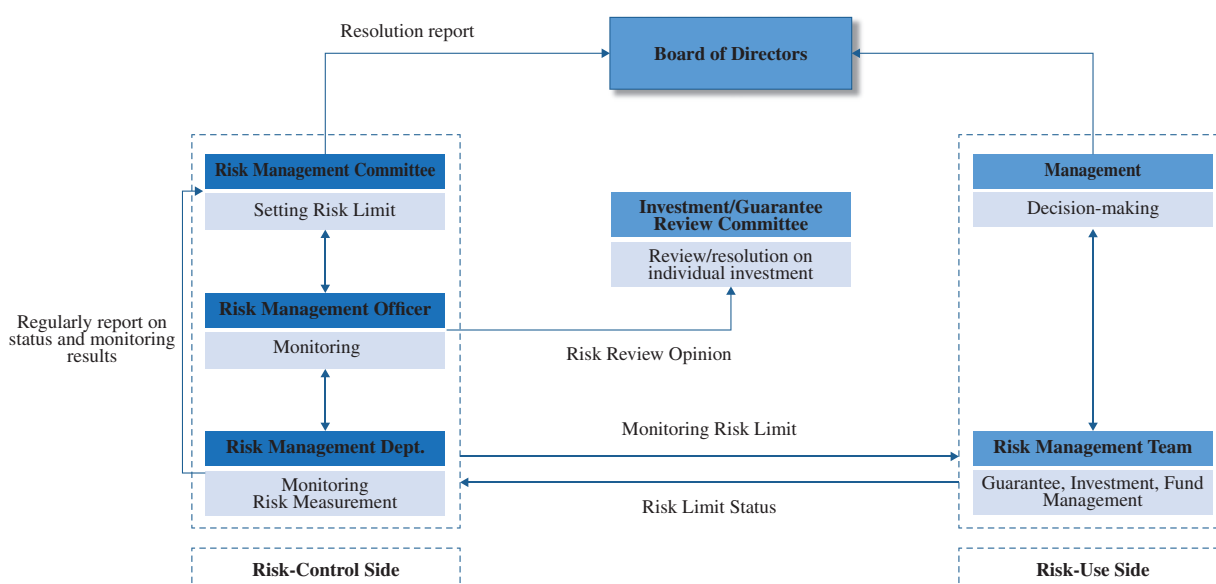 Resolution report
Board of Directors
Risk Management Committee
Setting Risk Limit
Management
Decision-making
Investment/Guarantee
Review Committee
Review/resolution on
individual investment
Regularly report on
status and monitoring
results
Risk Management Officer
Monitoring
Risk Review Opinion
Risk Management Dept.
Monitoring
Risk Measurement
Monitoring Risk Limit
Risk Limit Status
Risk Management Team
Guarantee, Investment, Fund
Management
Risk-Control Side
Risk-Use Side